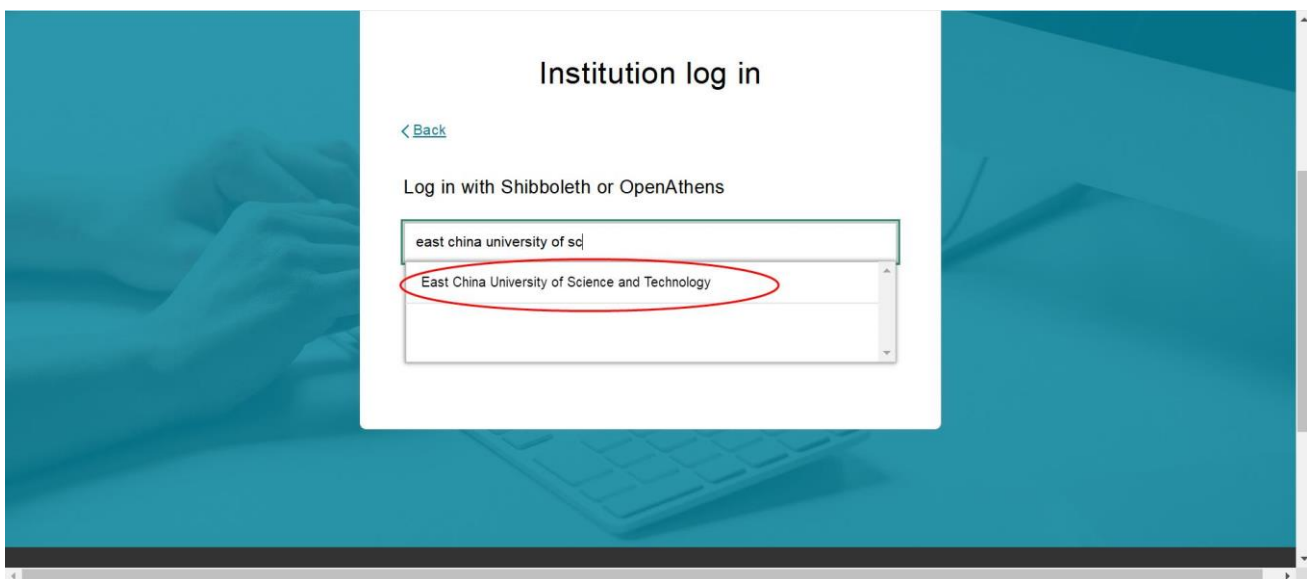 Institution log in
Back
Log in with Shibboleth or OpenAthens
east china university of sc
East China University of Science and Technology